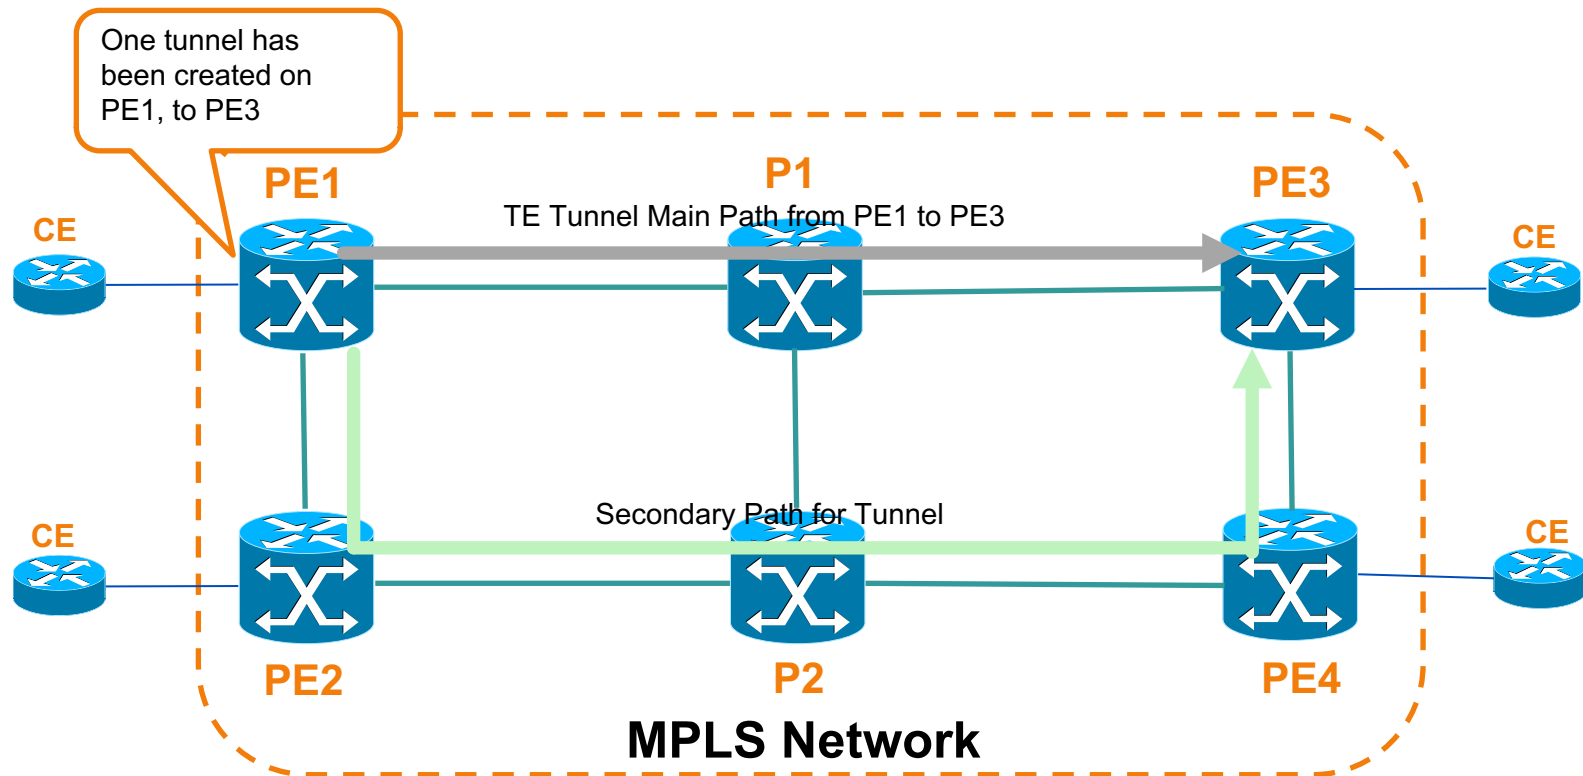 One tunnel has
been created on
PE1, to PE3
PE1
P1
PE3
TE Tunnel Main Path from PE1 to PE3
CE
CE
Secondary Path for Tunnel
CE
CE
PE2
P2
PE4
MPLS Network